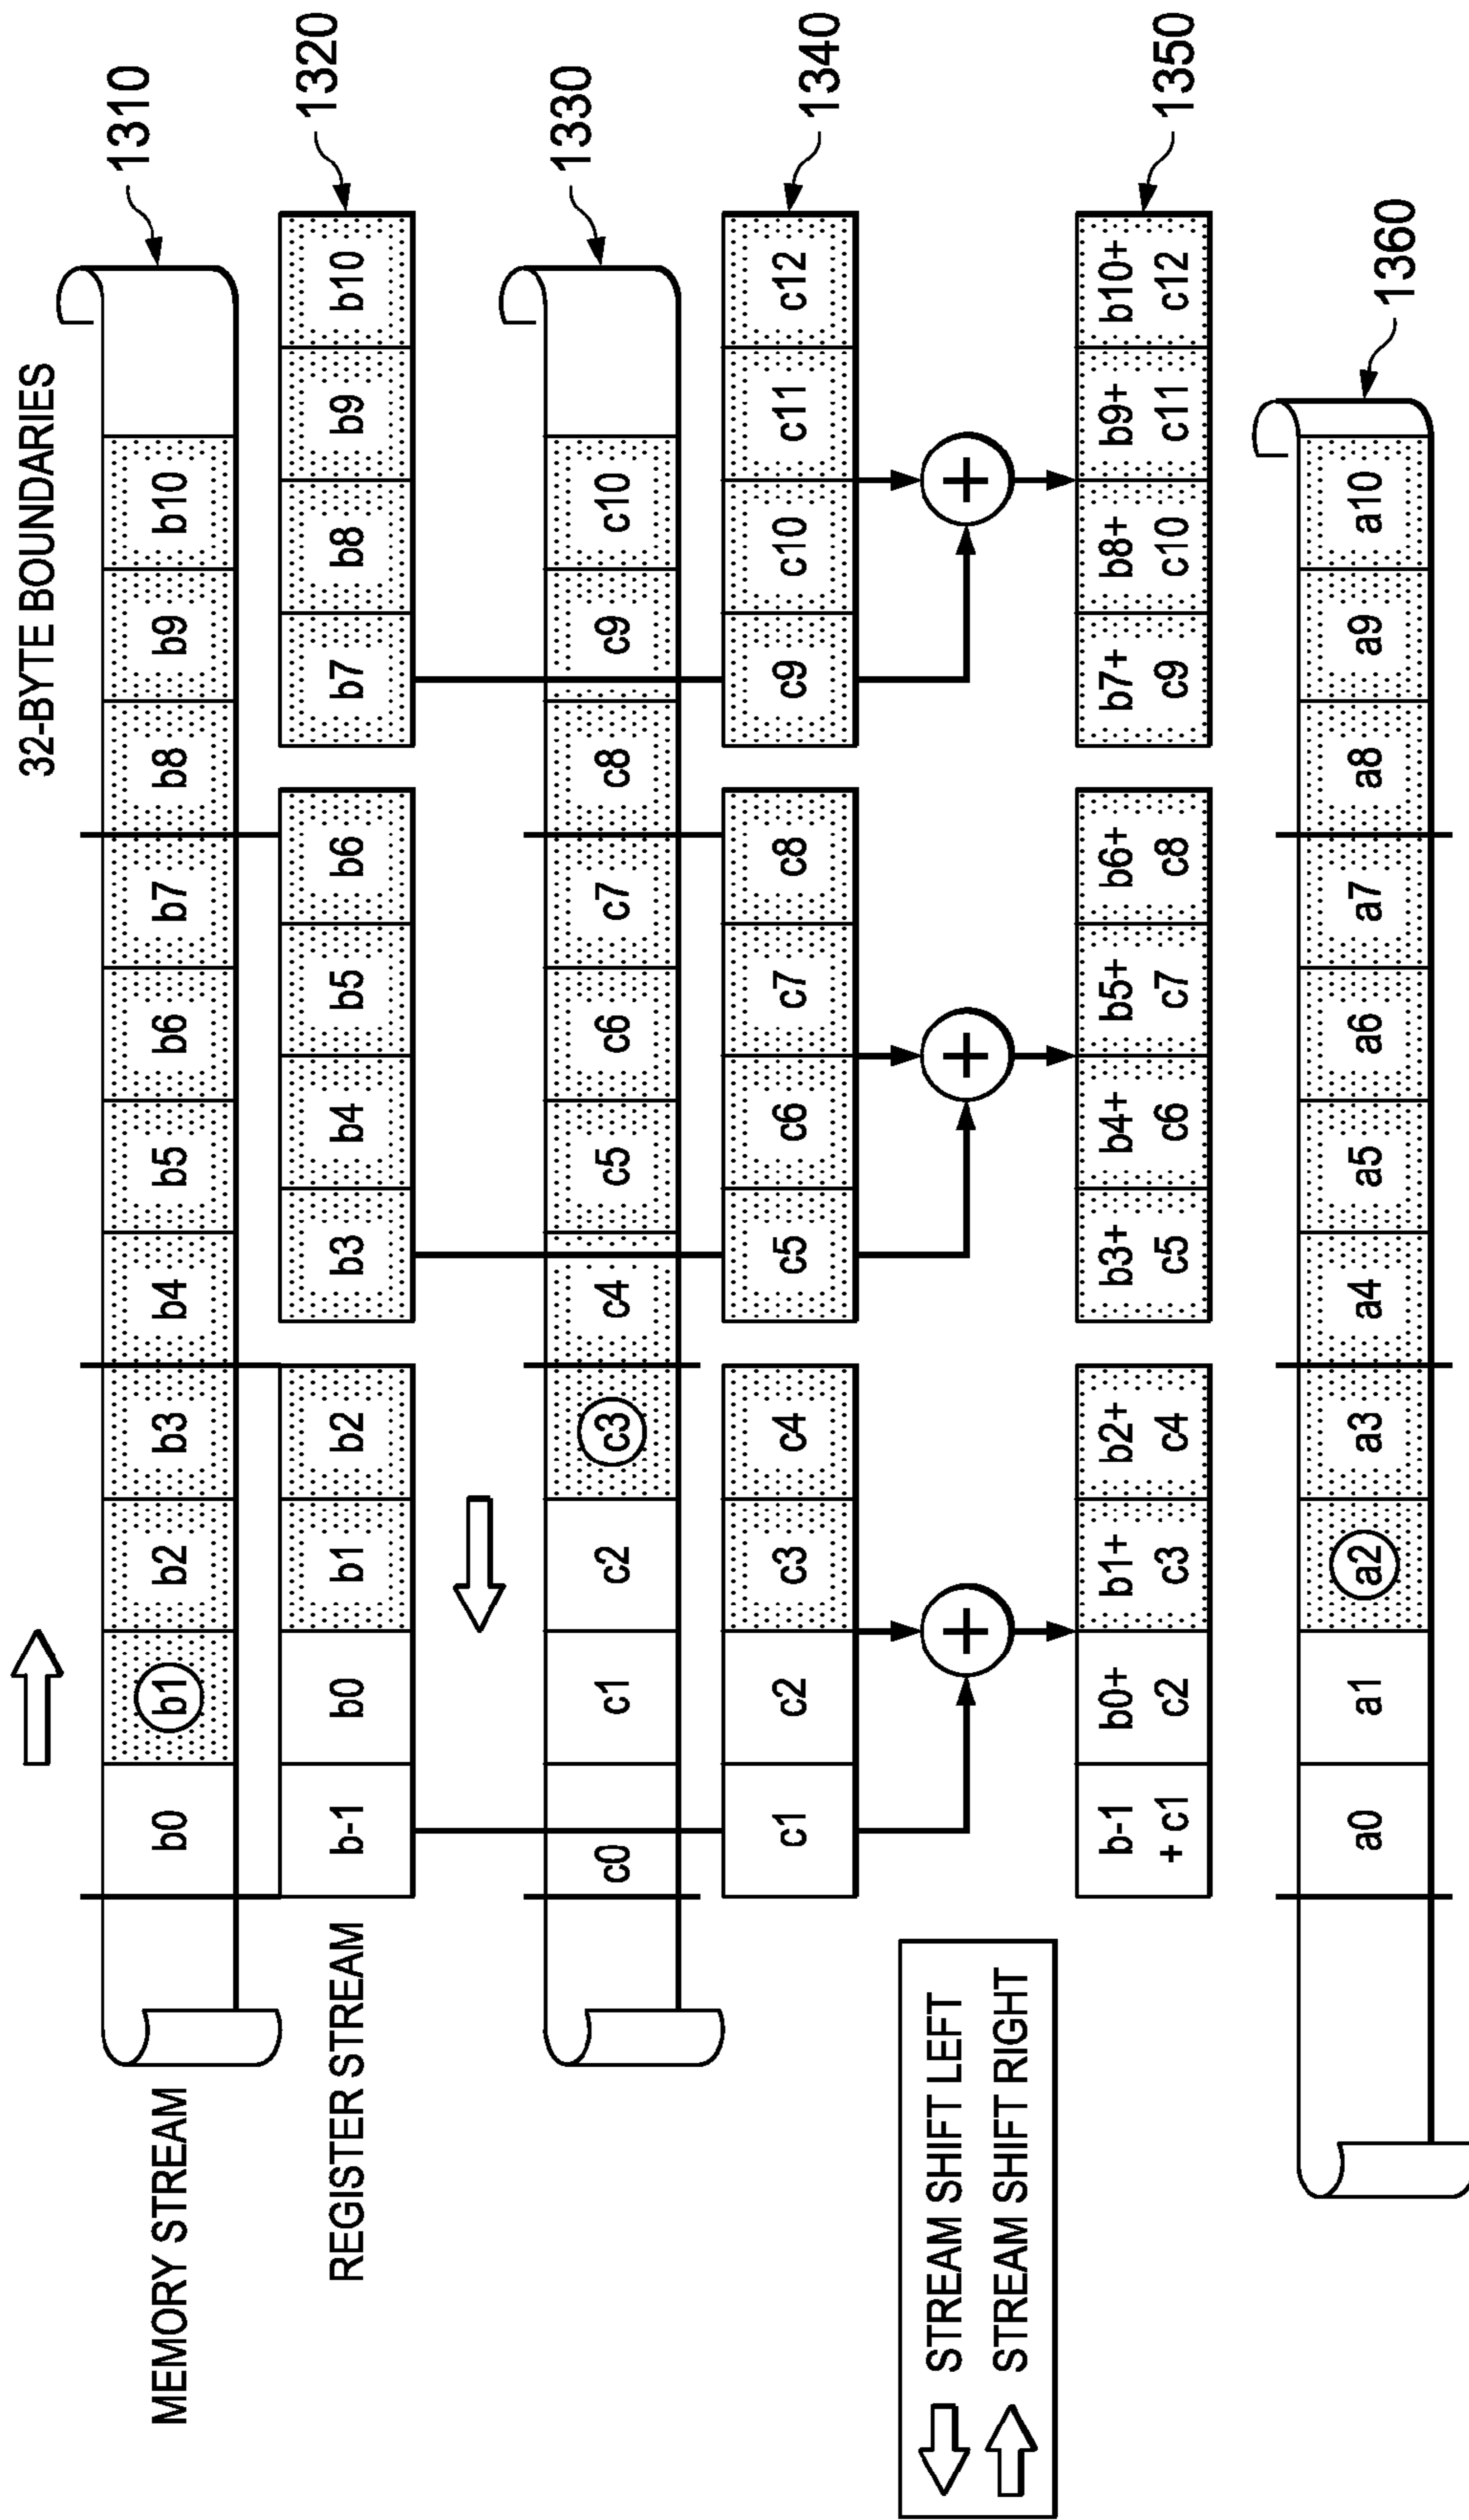 32-BYTE BOUNDARIES
MEMORY STREAM
b0 b1 b2 b3 b4 b5 b6 b7 b8 b9 b10
1310
REGISTER STREAM
b-1 b0 b1 b2 b3 b4 b5 b6 b7 b8 b9 b10
1320
c0 c1 c2 c3 c4 c5 c6 c7 c8 c9 c10
1330
c1 c2 c3 c4 c5 c6 c7 c8 c9 c10 c11 c12
1340
+ + +
STREAM SHIFT LEFT
STREAM SHIFT RIGHT
b-1 b0+ b1+ b2+ b3+ b4+ b5+ b6+ b7+ b8+ b9+ b10+
+ c1 c2 c3 c4 c5 c6 c7 c8 c9 c10 c11 c12
1350
a0 a1 a2 a3 a4 a5 a6 a7 a8 a9 a10
1360